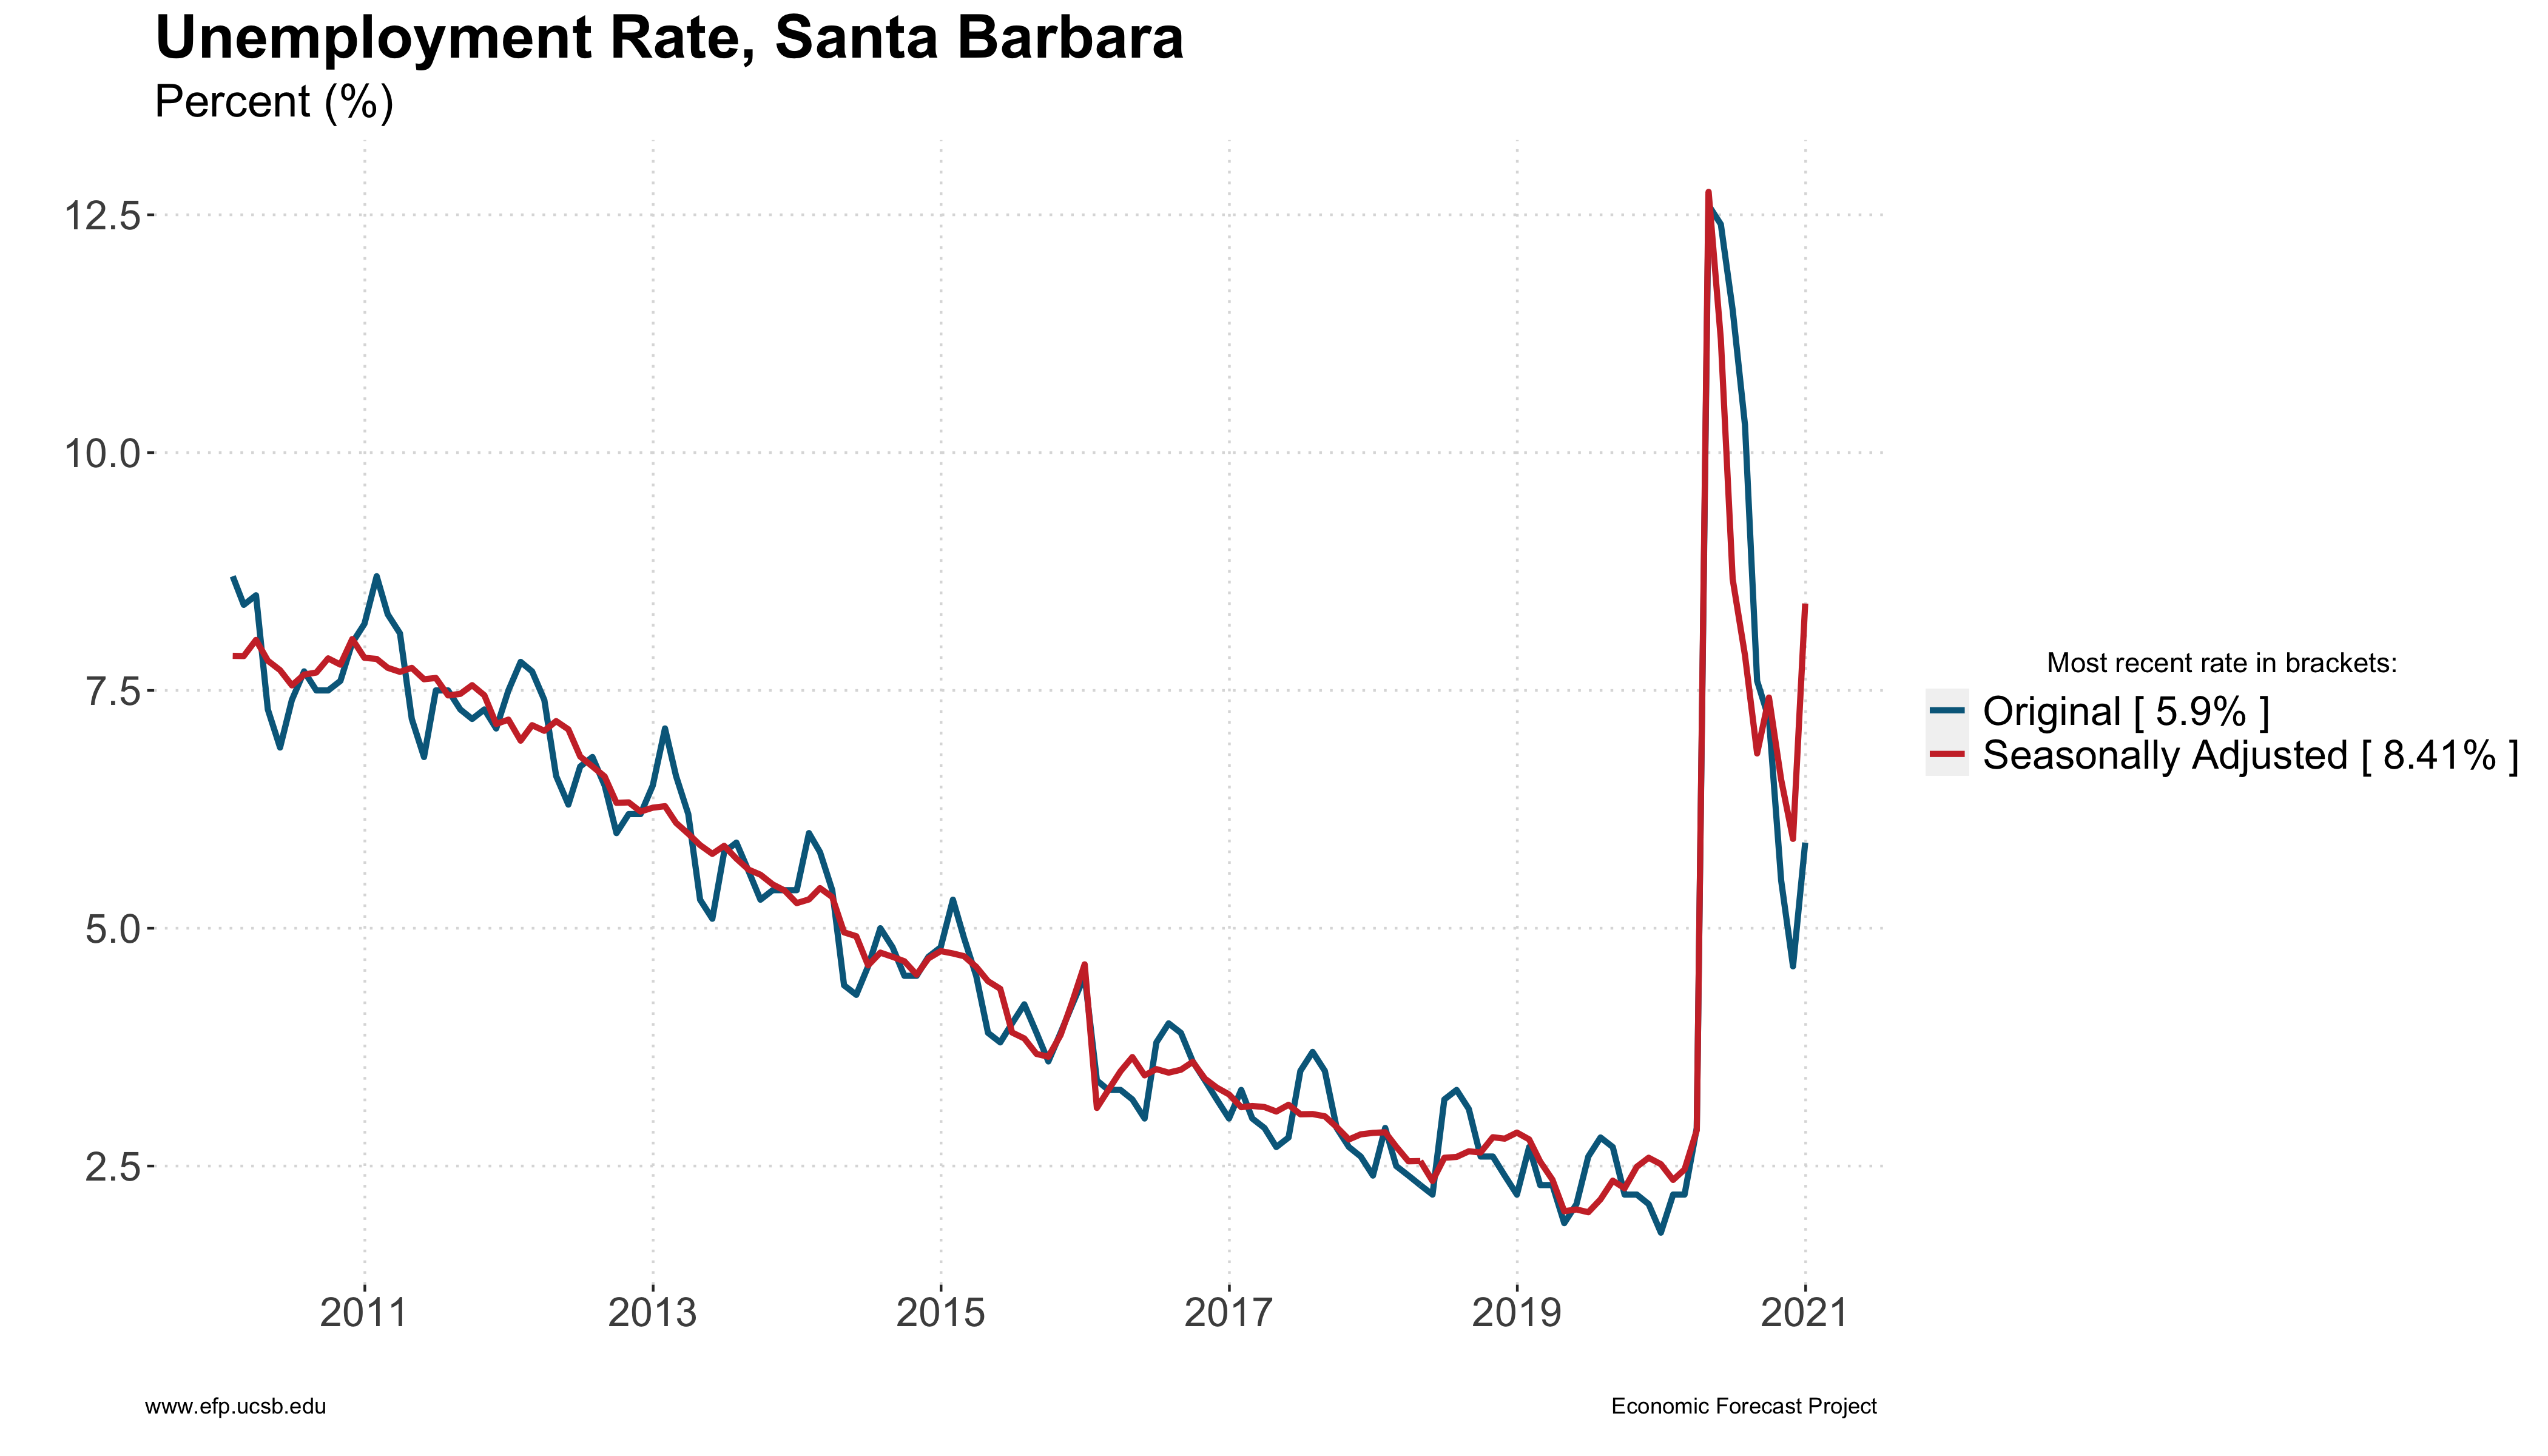 Unemployment Rate, Santa Barbara
Percent (%)
12.5
10.0
7.5
5.0
2.5
2011 2013 2015 2017 2019 2021
Most recent rate in brackets:
Original [ 5.9% ]
Seasonally Adjusted [ 8.41% ]
www.efp.ucsb.edu
Economic Forecast Project